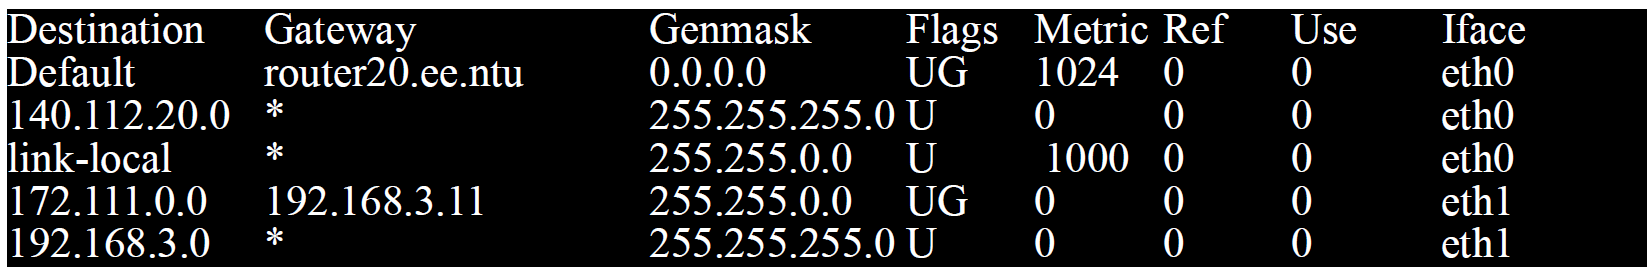 Destination Gateway Genmask Flags Metric Ref Use Iface
Default router20.ee.ntu 0.0.0.0 UG 1024 0 0 eth0
140.112.20.0 * 255.255.255.0 U 0 0 0 eth0
link-local * 255.255.0.0 U 1000 0 0 eth0
172.111.0.0 192.168.3.11 255.255.0.0 UG 0 0 0 eth1
192.168.3.0 * 255.255.255.0 U 0 0 0 eth1